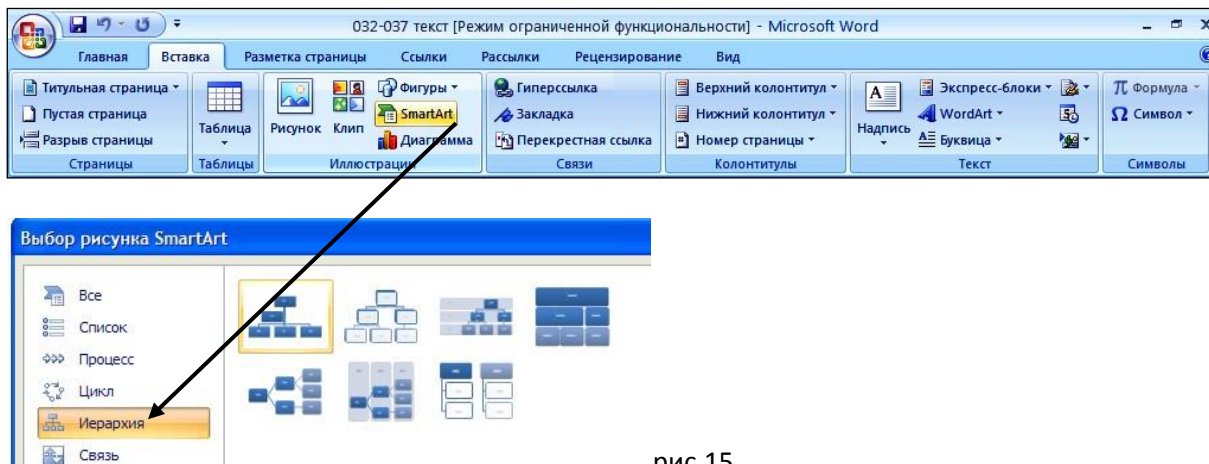 032-037 текст [Режим ограниченной функциональности] - Microsoft Word
Главная Вставка Разметка страницы Ссылки Рассылки Рецензирование Вид
Титульная страница
Пустая страница
Разрыв страницы
Страницы
Таблица
Таблицы
Рисунок Клип
Фигуры
SmartArt
Диаграмма
Иллюстрации
Гиперссылка
Закладка
Перекрестная ссылка
Связи
Верхний колонтитул
Нижний колонтитул
Номер страницы
Колонтитулы
Надпись
Экспресс-блоки
WordArt
Буквица
Текст
π Формула
Ω Символ
Символы
Выбор рисунка SmartArt
Все
Список
Процесс
Цикл
Иерархия
Связь
рис 15